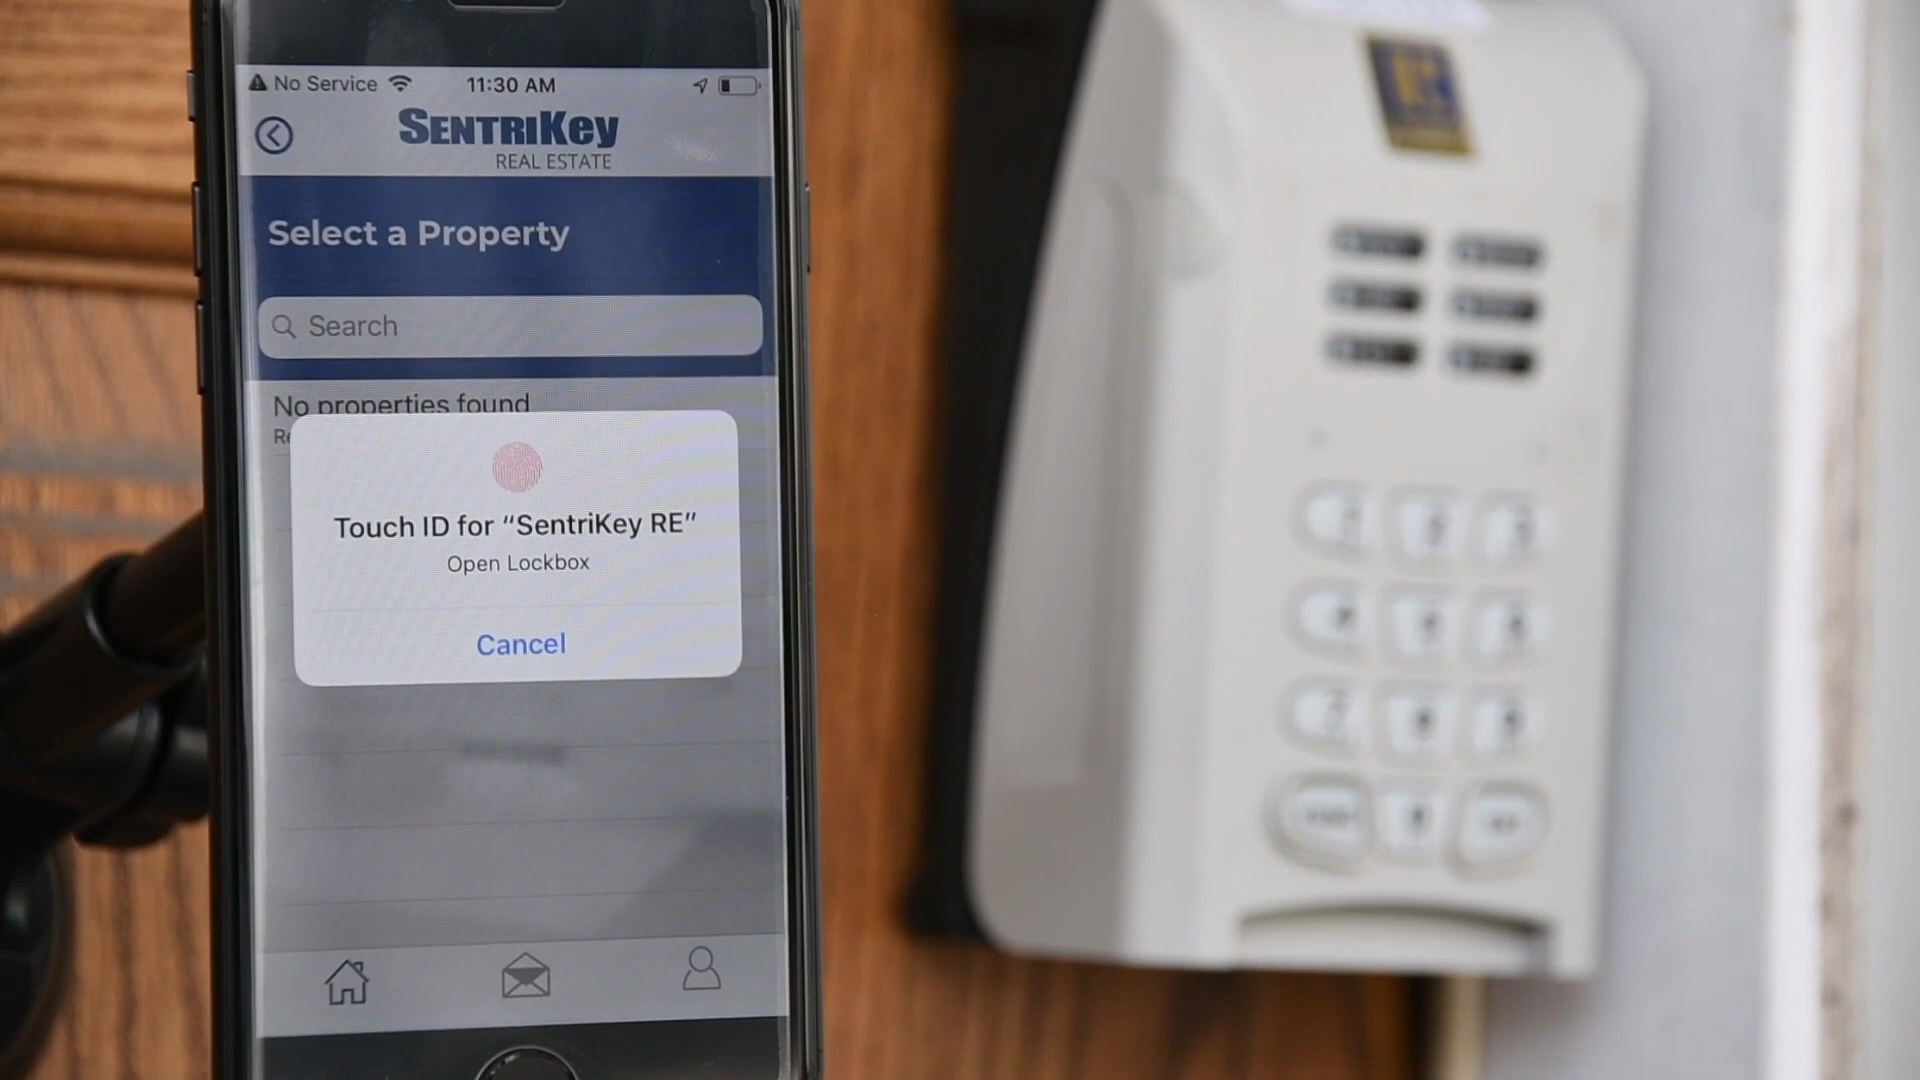 No Service
11:30 AM
SENTRIKey
REAL ESTATE
Select a Property
Search
No properties found
Touch ID for “SentriKey RE”
Open Lockbox
Cancel